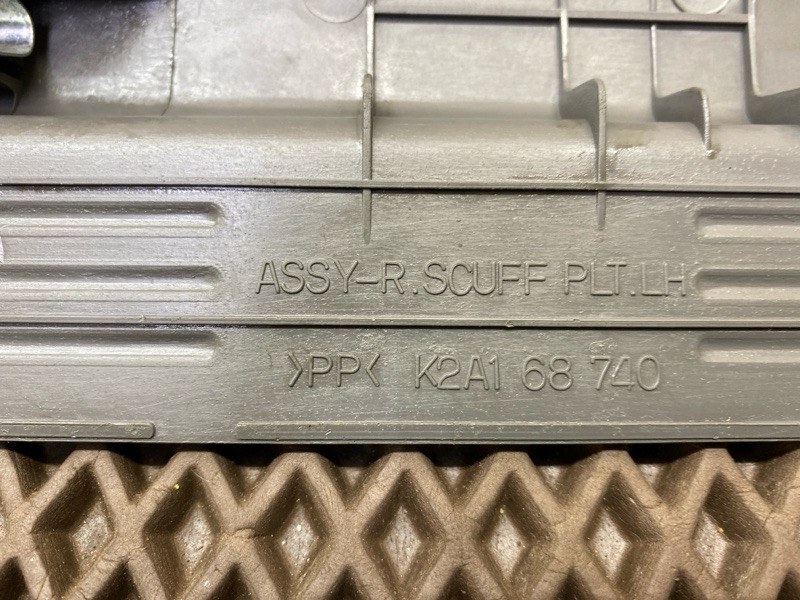 ASSY-R.SCUFF PLT.LH
>PP< K2A1 68 740